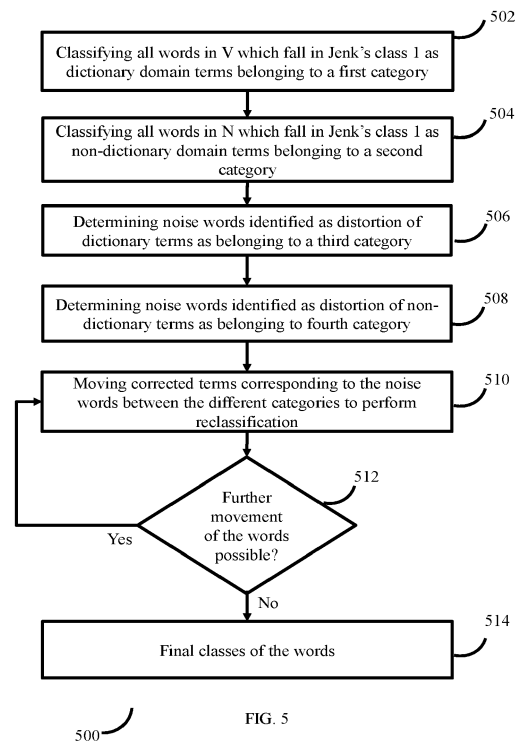 502
Classifying all words in V which fall in Jenk's class 1 as
dictionary domain terms belonging to a first category
504
Classifying all words in N which fall in Jenk's class 1 as
non-dictionary domain terms belonging to a second
category
506
Determining noise words identified as distortion of
dictionary terms as belonging to a third category
508
Determining noise words identified as distortion of non-
dictionary terms as belonging to fourth category
510
Moving corrected terms corresponding to the noise
words between the different categories to perform
reclassification
512
Further
movement
of the words
possible?
Yes
No
514
Final classes of the words
FIG. 5
500